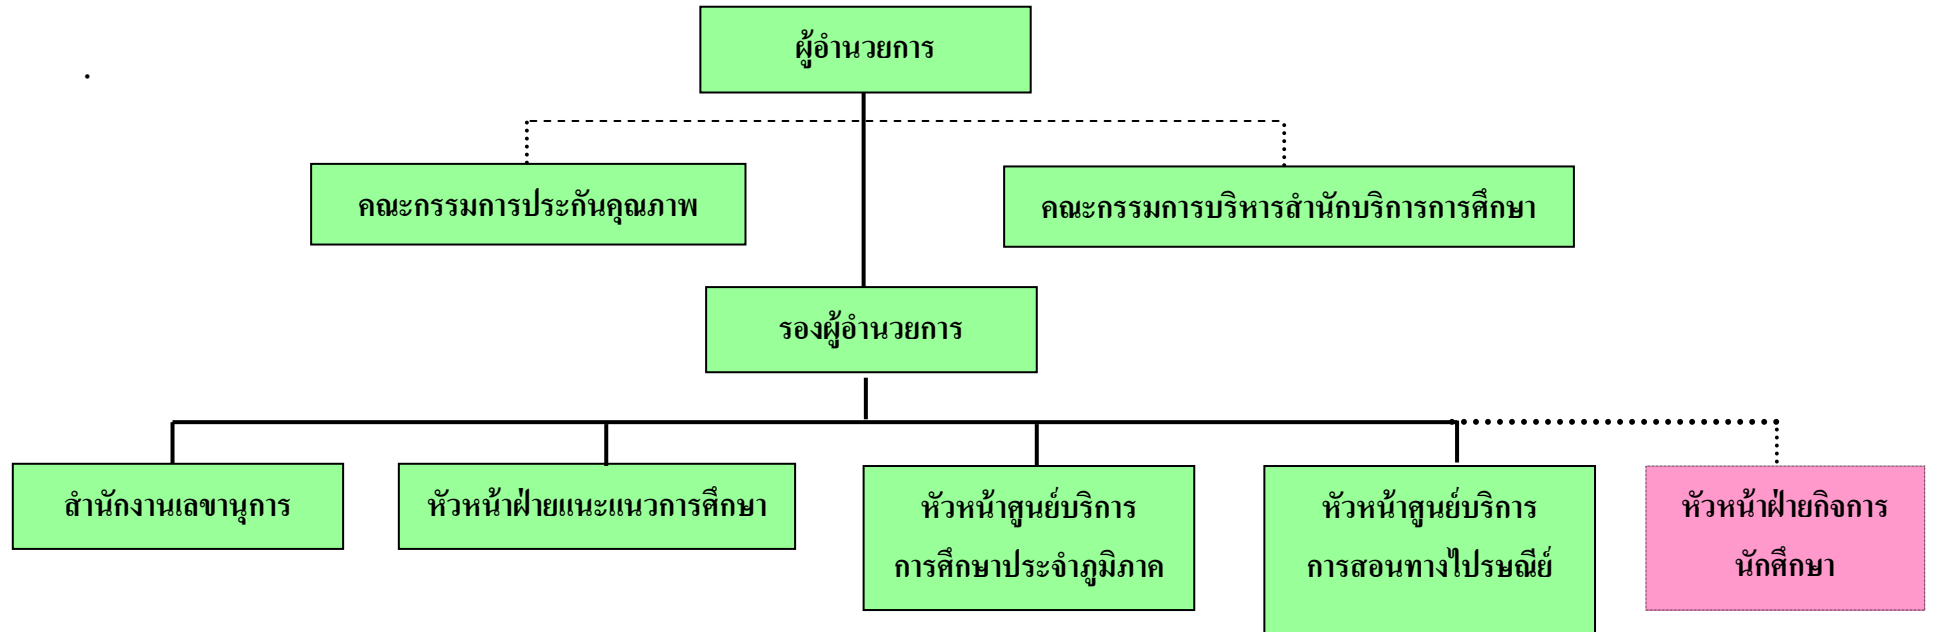 ผู้อำนวยการ
.
คณะกรรมการประกันคุณภาพ
คณะกรรมการบริหารสำนักบริการการศึกษา
รองผู้อำนวยการ
สำนักงานเลขานุการ
หัวหน้าฝ่ายแนะแนวการศึกษา
หัวหน้าศูนย์บริการ
การศึกษาประจำภูมิภาค
หัวหน้าศูนย์บริการ
การสอนทางไปรษณีย์
หัวหน้าฝ่ายกิจการ
นักศึกษา